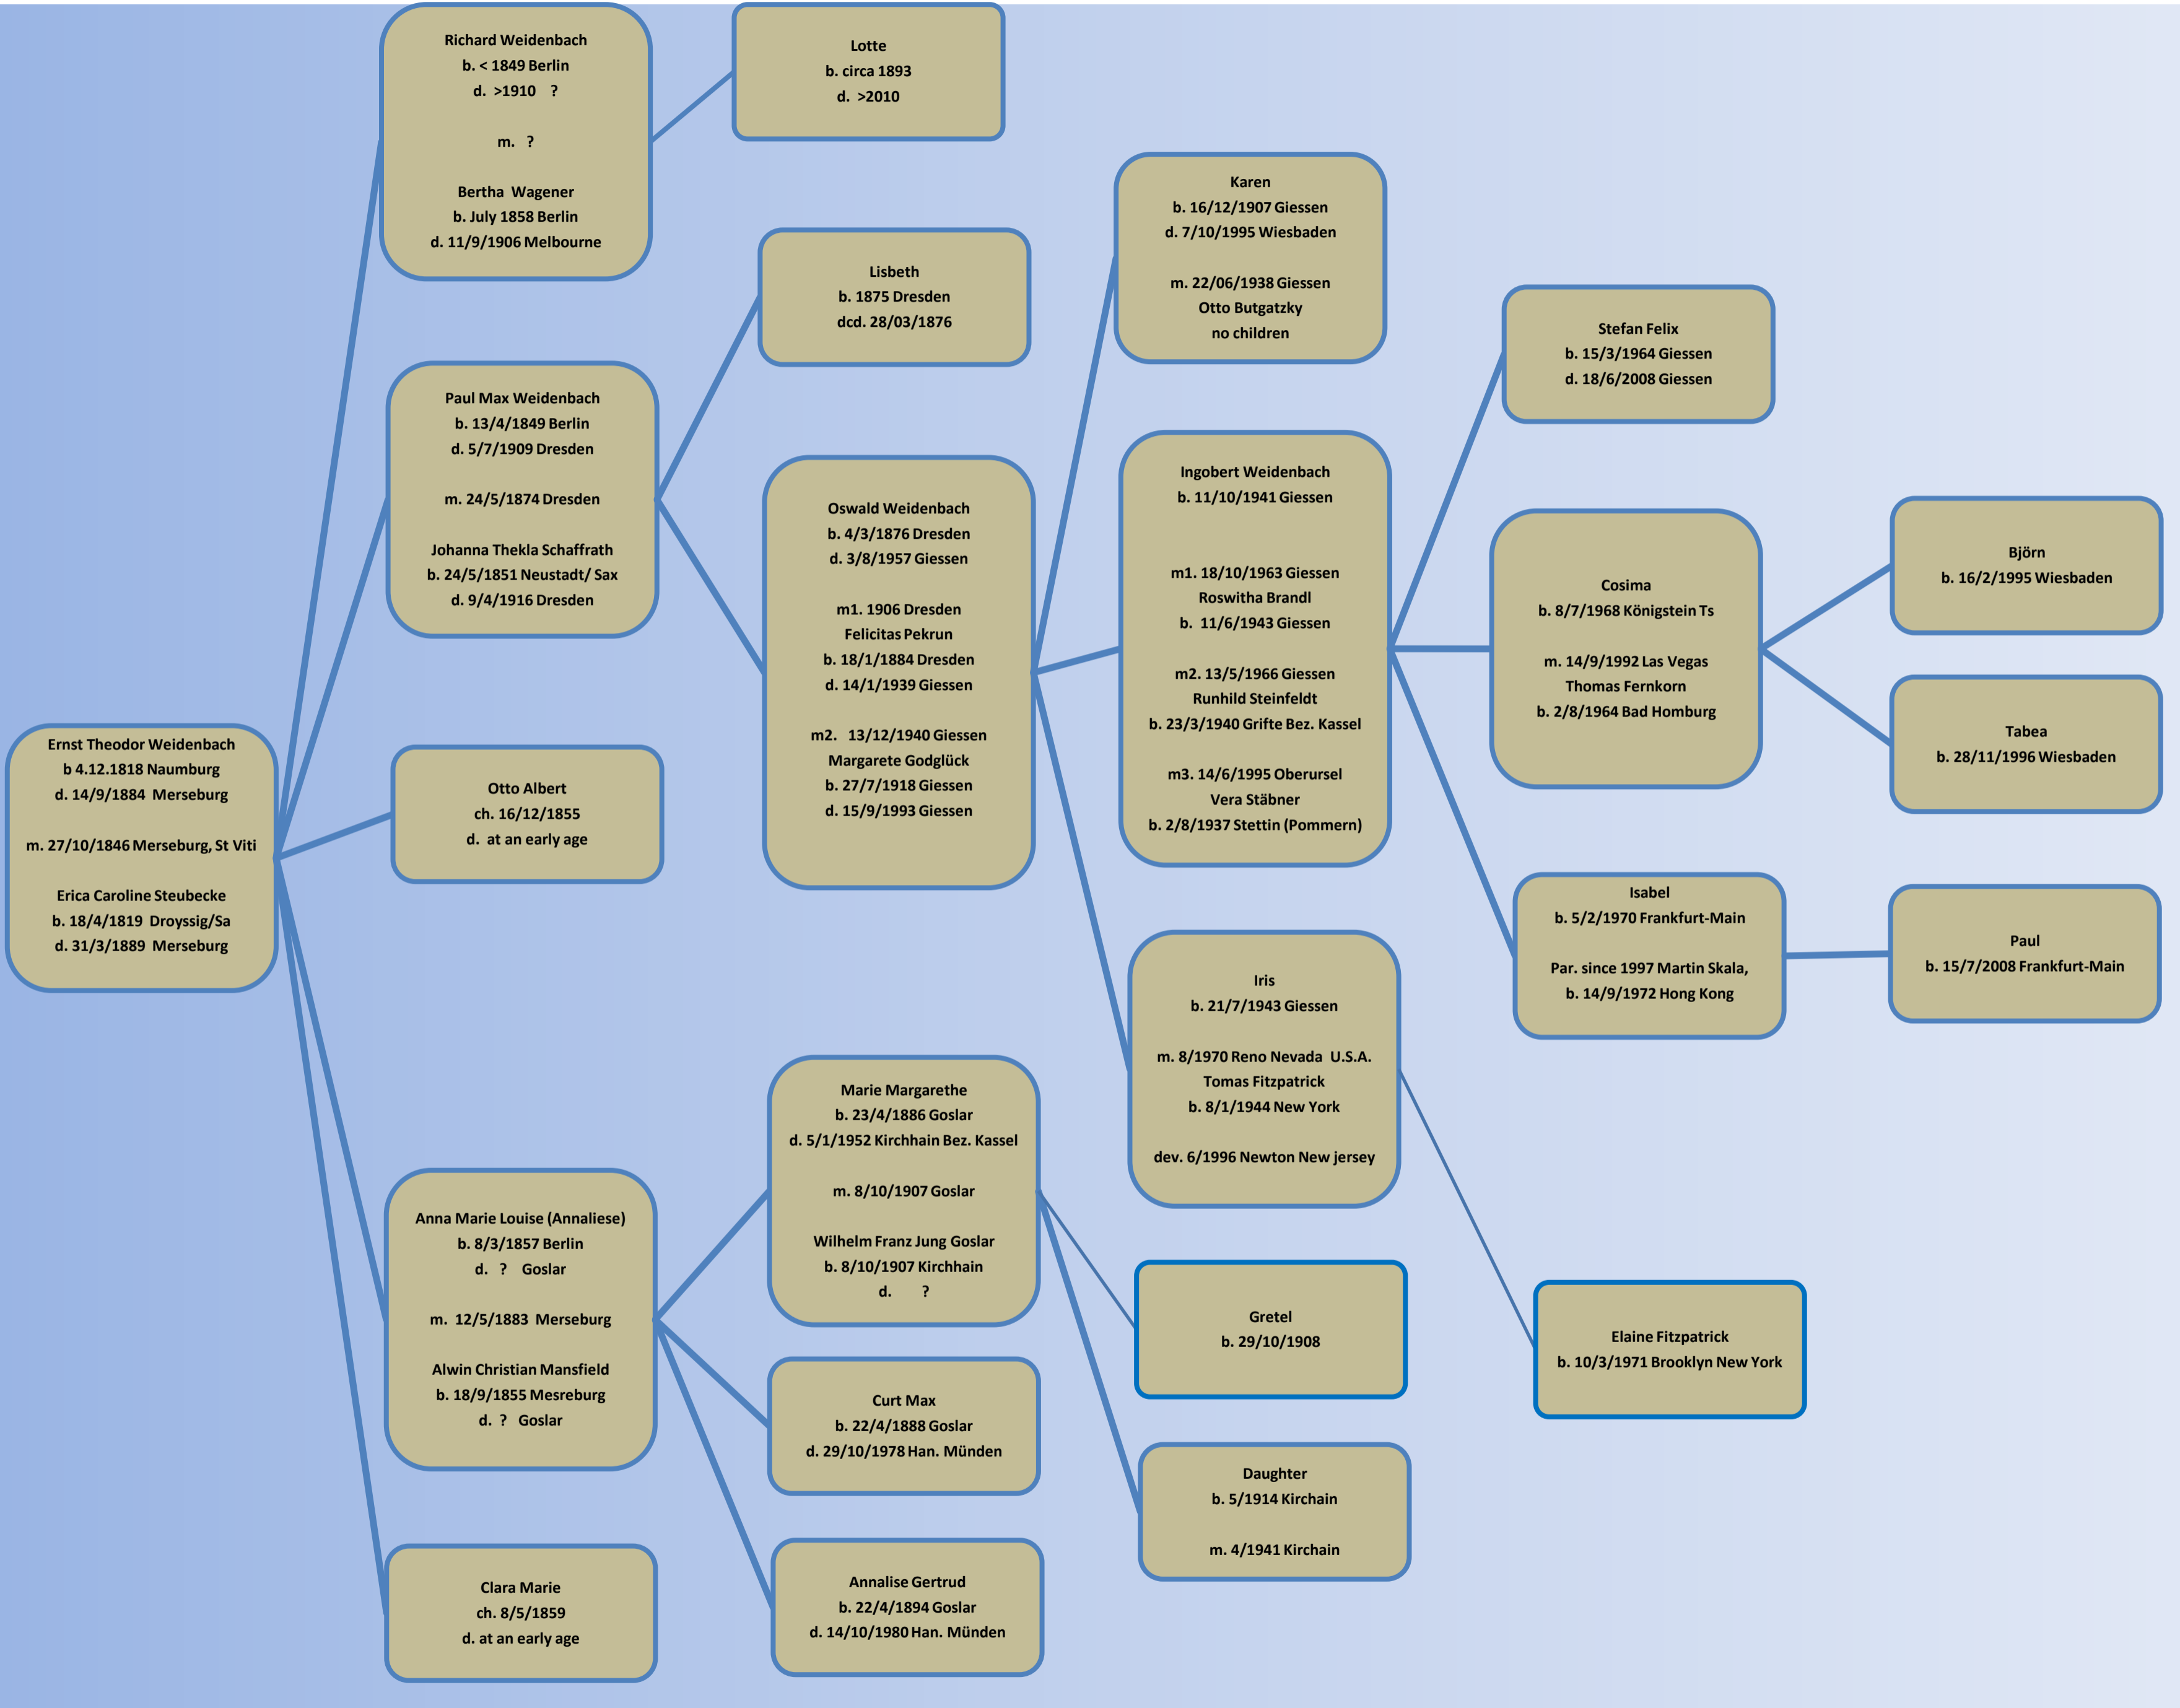 Richard Weidenbach
b. < 1849 Berlin
d. >1910 ?
m. ?
Bertha Wagener
b. July 1858 Berlin
d. 11/9/1906 Melbourne
Lotte
b. circa 1893
d. >2010
Karen
b. 16/12/1907 Giessen
d. 7/10/1995 Wiesbaden
m. 22/06/1938 Giessen
Otto Butgatzky
no children
Lisbeth
b. 1875 Dresden
dcd. 28/03/1876
Stefan Felix
b. 15/3/1964 Giessen
d. 18/6/2008 Giessen
Paul Max Weidenbach
b. 13/4/1849 Berlin
d. 5/7/1909 Dresden
m. 24/5/1874 Dresden
Johanna Thekla Schaffrath
b. 24/5/1851 Neustadt/ Sax
d. 9/4/1916 Dresden
Oswald Weidenbach
b. 4/3/1876 Dresden
d. 3/8/1957 Giessen
m1. 1906 Dresden
Felicitas Pekrun
b. 18/1/1884 Dresden
d. 14/1/1939 Giessen
m2. 13/12/1940 Giessen
Margarete Godglück
b. 27/7/1918 Giessen
d. 15/9/1993 Giessen
Ingobert Weidenbach
b. 11/10/1941 Giessen
m1. 18/10/1963 Giessen
Roswitha Brandl
b. 11/6/1943 Giessen
m2. 13/5/1966 Giessen
Runhild Steinfeldt
b. 23/3/1940 Grifte Bez. Kassel
m3. 14/6/1995 Oberursel
Vera Stäbner
b. 2/8/1937 Stettin (Pommern)
Cosima
b. 8/7/1968 Königstein Ts
m. 14/9/1992 Las Vegas
Thomas Fernkorn
b. 2/8/1964 Bad Homburg
Björn
b. 16/2/1995 Wiesbaden
Tabea
b. 28/11/1996 Wiesbaden
Ernst Theodor Weidenbach
b 4.12.1818 Naumburg
d. 14/9/1884 Merseburg
m. 27/10/1846 Merseburg, St Viti
Erica Caroline Steubecke
b. 18/4/1819 Droyssig/Sa
d. 31/3/1889 Merseburg
Otto Albert
ch. 16/12/1855
d. at an early age
Isabel
b. 5/2/1970 Frankfurt-Main
Par. since 1997 Martin Skala,
b. 14/9/1972 Hong Kong
Paul
b. 15/7/2008 Frankfurt-Main
Iris
b. 21/7/1943 Giessen
m. 8/1970 Reno Nevada U.S.A.
Tomas Fitzpatrick
b. 8/1/1944 New York
dev. 6/1996 Newton New jersey
Marie Margarethe
b. 23/4/1886 Goslar
d. 5/1/1952 Kirchhain Bez. Kassel
m. 8/10/1907 Goslar
Wilhelm Franz Jung Goslar
b. 8/10/1907 Kirchhain
d. ?
Anna Marie Louise (Annaliese)
b. 8/3/1857 Berlin
d. ? Goslar
m. 12/5/1883 Merseburg
Alwin Christian Mansfield
b. 18/9/1855 Mesreburg
d. ? Goslar
Gretel
b. 29/10/1908
Elaine Fitzpatrick
b. 10/3/1971 Brooklyn New York
Curt Max
b. 22/4/1888 Goslar
d. 29/10/1978 Han. Münden
Daughter
b. 5/1914 Kirchain
m. 4/1941 Kirchain
Clara Marie
ch. 8/5/1859
d. at an early age
Annalise Gertrud
b. 22/4/1894 Goslar
d. 14/10/1980 Han. Münden